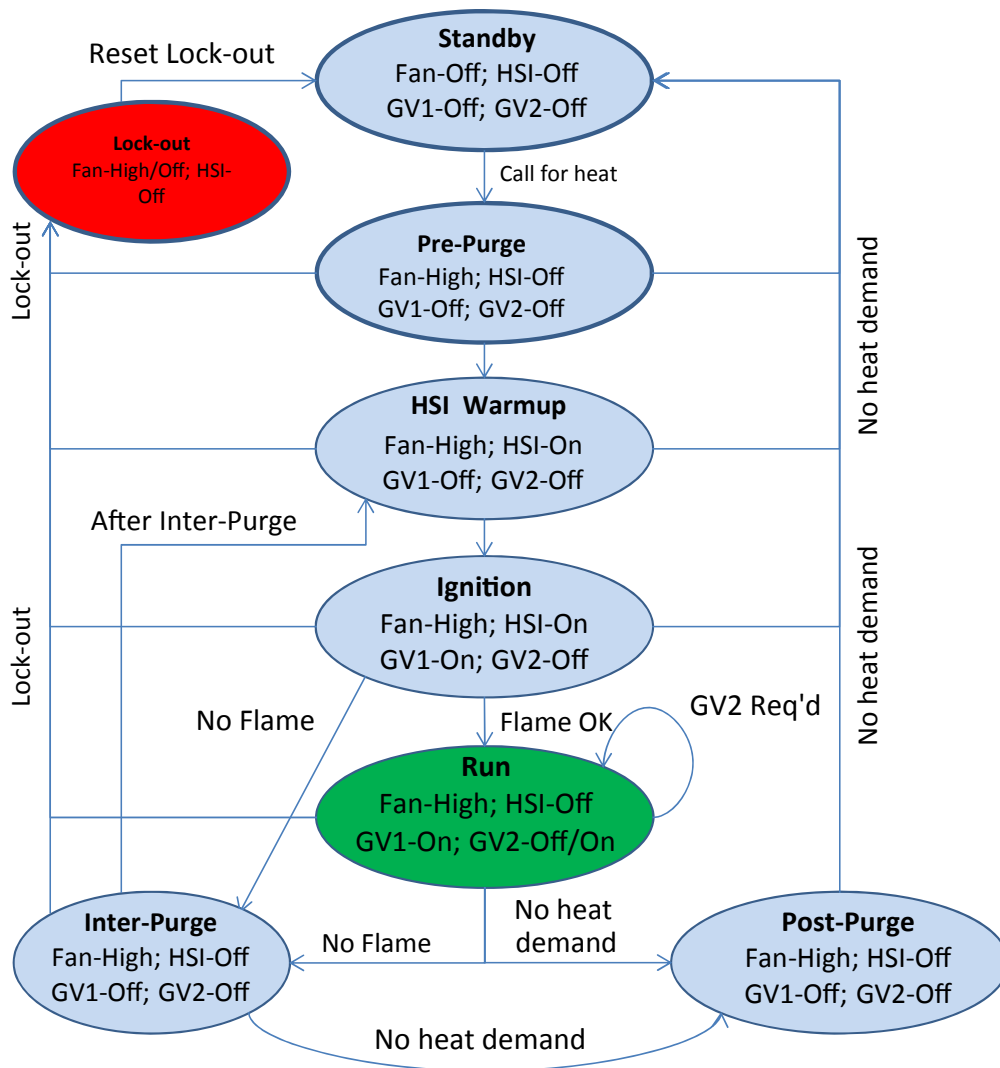 Standby
Fan-Off; HSI-Off
GV1-Off; GV2-Off
Reset Lock-out
Lock-out
Fan-High/Off; HSI-
Off
Call for heat
Pre-Purge
Fan-High; HSI-Off
GV1-Off; GV2-Off
Lock-out
No heat demand
HSI  Warmup
Fan-High; HSI-On
GV1-Off; GV2-Off
After Inter-Purge
Ignition
Fan-High; HSI-On
GV1-On; GV2-Off
Lock-out
No heat demand
No Flame
Flame OK
GV2 Req'd
Run
Fan-High; HSI-Off
GV1-On; GV2-Off/On
Inter-Purge
Fan-High; HSI-Off
GV1-Off; GV2-Off
No Flame
No heat
demand
Post-Purge
Fan-High; HSI-Off
GV1-Off; GV2-Off
No heat demand